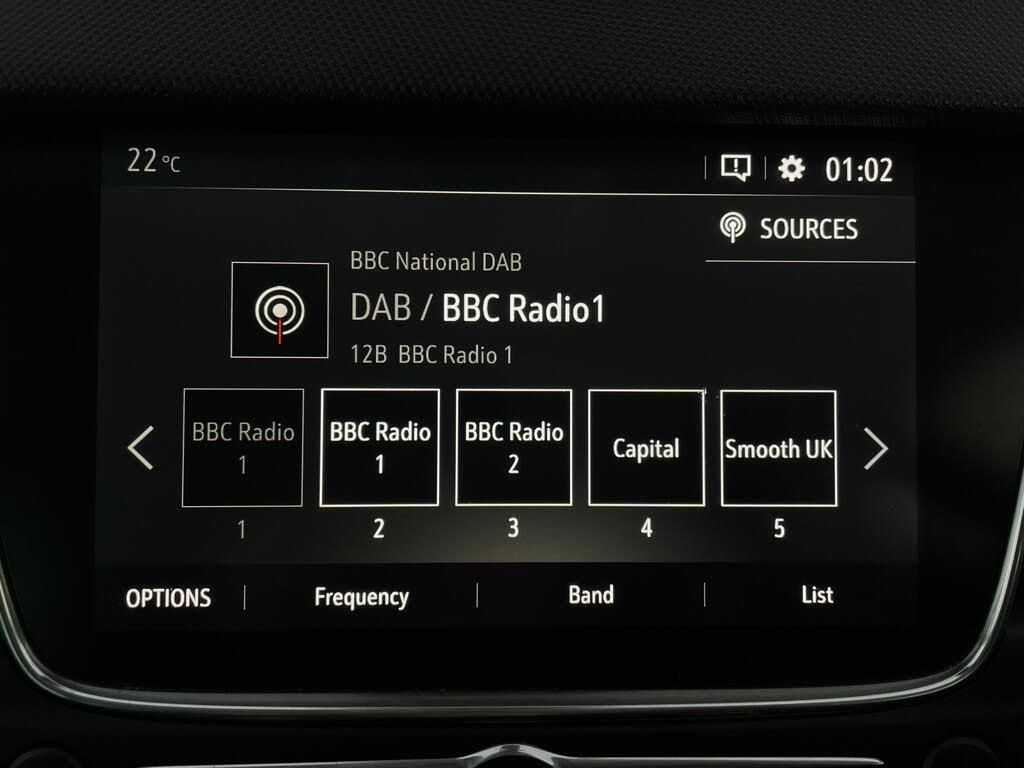 22°C
01:02
SOURCES
BBC National DAB
DAB / BBC Radio1
12B BBC Radio 1
BBC Radio
1
BBC Radio
1
BBC Radio
2
Capital
Smooth UK
1
2
3
4
5
OPTIONS
Frequency
Band
List